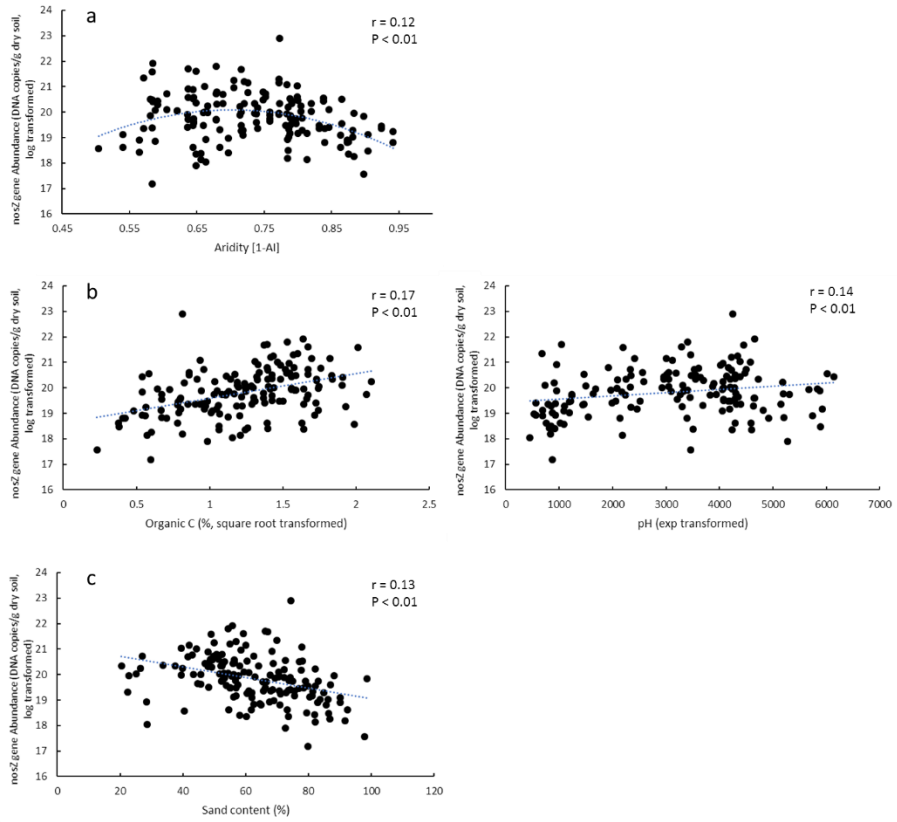 a
r = 0.12
P < 0.01
nosZ gene Abundance (DNA copies/g dry soil,
log transformed)
24
23
22
21
20
19
18
17
16
0.45 0.55 0.65 0.75 0.85 0.95
Aridity [1-AI]
b
r = 0.17
P < 0.01
nosZ gene Abundance (DNA copies/g dry soil,
log transformed)
24
23
22
21
20
19
18
17
16
0 0.5 1 1.5 2 2.5
Organic C (%, square root transformed)
r = 0.14
P < 0.01
nosZ gene Abundance (DNA copies/g dry soil,
log transformed)
24
23
22
21
20
19
18
17
16
0 1000 2000 3000 4000 5000 6000 7000
pH (exp transformed)
c
r = 0.13
P < 0.01
nosZ gene Abundance (DNA copies/g dry soil,
log transformed)
24
23
22
21
20
19
18
17
16
0 20 40 60 80 100 120
Sand content (%)